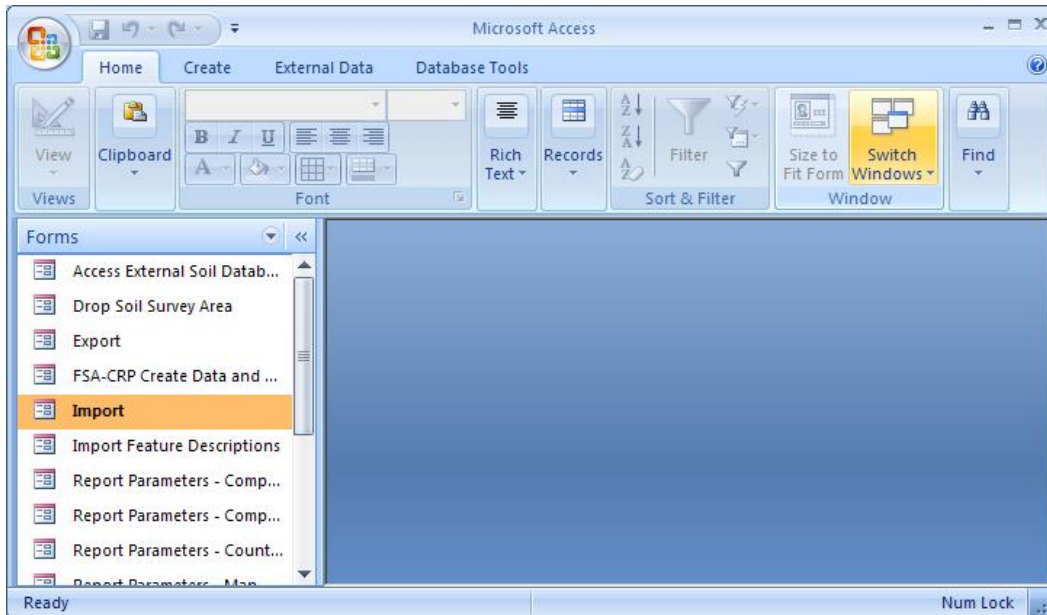 Microsoft Access
Home Create External Data Database Tools
View
Clipboard
B I U
A
Rich Text
Records
Filter
Size to Fit Form
Switch Windows
Find
Views
Font
Sort & Filter
Window
Forms
Access External Soil Datab...
Drop Soil Survey Area
Export
FSA-CRP Create Data and ...
Import
Import Feature Descriptions
Report Parameters - Comp...
Report Parameters - Comp...
Report Parameters - Count...
Report Parameters - Man
Ready
Num Lock